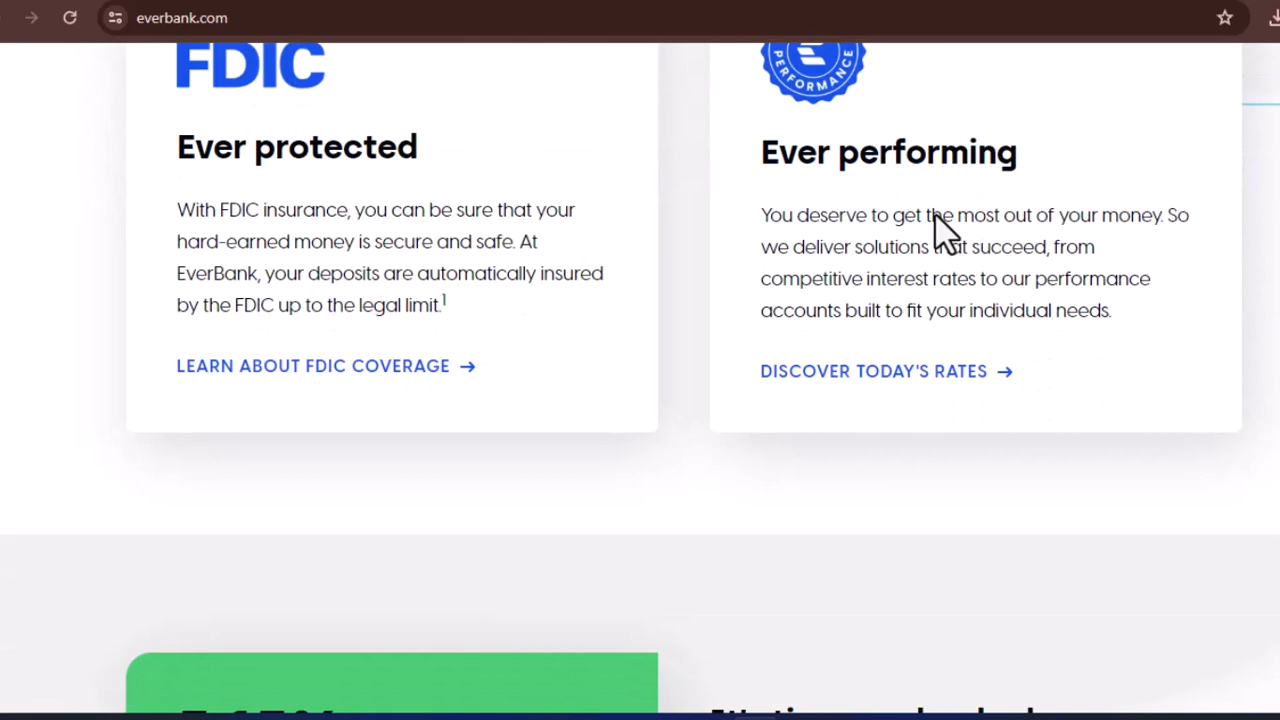 everbank.com
FDIC
Ever protected
With FDIC insurance, you can be sure that your
hard-earned money is secure and safe. At
EverBank, your deposits are automatically insured
by the FDIC up to the legal limit.1
LEARN ABOUT FDIC COVERAGE →
PERFORMANCE
Ever performing
You deserve to get the most out of your money. So
we deliver solutions that succeed, from
competitive interest rates to our performance
accounts built to fit your individual needs.
DISCOVER TODAY'S RATES →